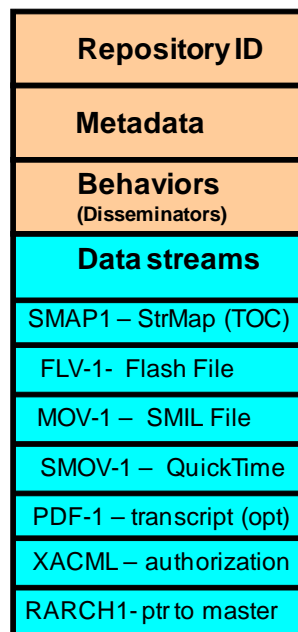 Repository ID
Metadata
Behaviors
(Disseminators)
Data streams
SMAP1 – StrMap (TOC)
FLV-1- Flash File
MOV-1 – SMIL File
SMOV-1 – QuickTime
PDF-1 – transcript (opt)
XACML – authorization
RARCH1- ptr to master